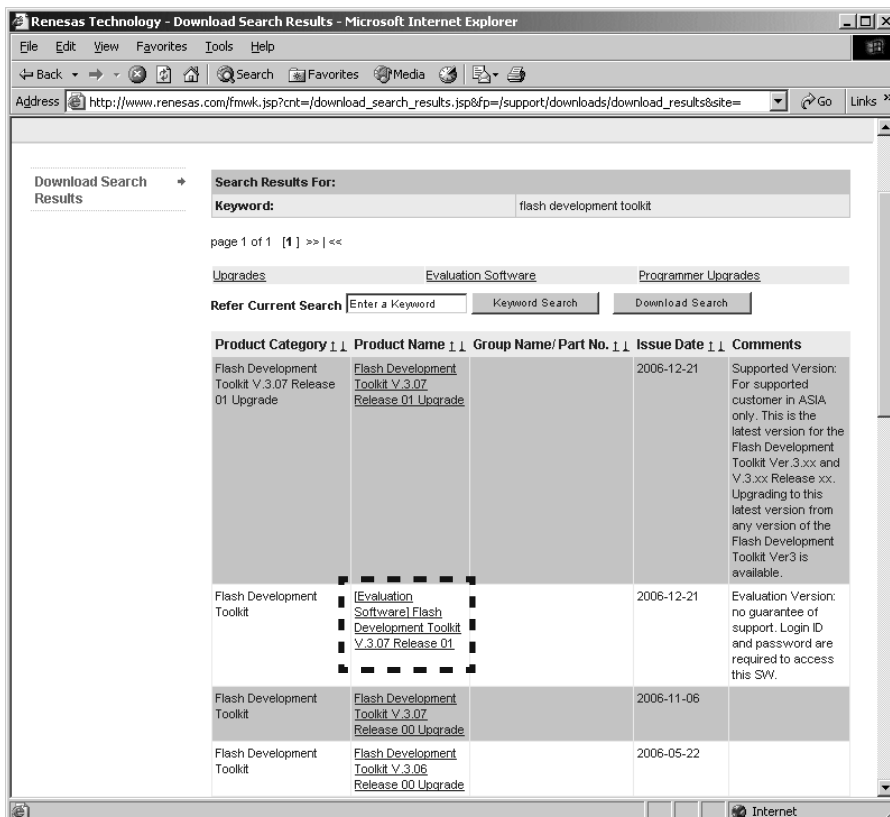 Renesas Technology - Download Search Results - Microsoft Internet Explorer
File Edit View Favorites Tools Help
Back Search Favorites Media
Address http://www.renesas.com/fmwk.jsp?cnt=/download_search_results.jsp&fp=/support/downloads/download_results&site= Go Links »
Download Search
Results
Search Results For:
Keyword: flash development toolkit
page 1 of 1 [1 ] >> | <<
Upgrades Evaluation Software Programmer Upgrades
Refer Current Search Enter a Keyword Keyword Search Download Search
Product Category ↑↓ Product Name ↑↓ Group Name/ Part No. ↑↓ Issue Date ↑↓ Comments
Flash Development
Toolkit V.3.07 Release
01 Upgrade
Flash Development
Toolkit V.3.07
Release 01 Upgrade
2006-12-21
Supported Version:
For supported
customer in ASIA
only. This is the
latest version for the
Flash Development
Toolkit Ver.3.xx and
V.3.xx Release xx.
Upgrading to this
latest version from
any version of the
Flash Development
Toolkit Ver3 is
available.
Flash Development
Toolkit
[Evaluation
Software] Flash
Development Toolkit
V.3.07 Release 01
2006-12-21
Evaluation Version:
no guarantee of
support. Login ID
and password are
required to access
this SW.
Flash Development
Toolkit
Flash Development
Toolkit V.3.07
Release 00 Upgrade
2006-11-06
Flash Development
Toolkit
Flash Development
Toolkit V.3.06
Release 00 Upgrade
2006-05-22
Internet